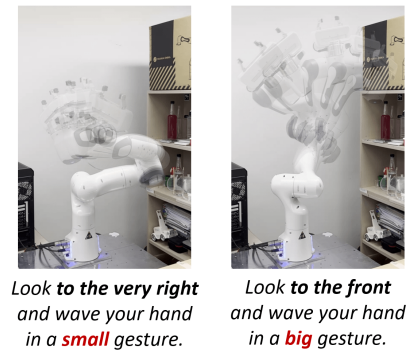 Look to the very right
and wave your hand
in a small gesture.
Look to the front
and wave your hand
in a big gesture.